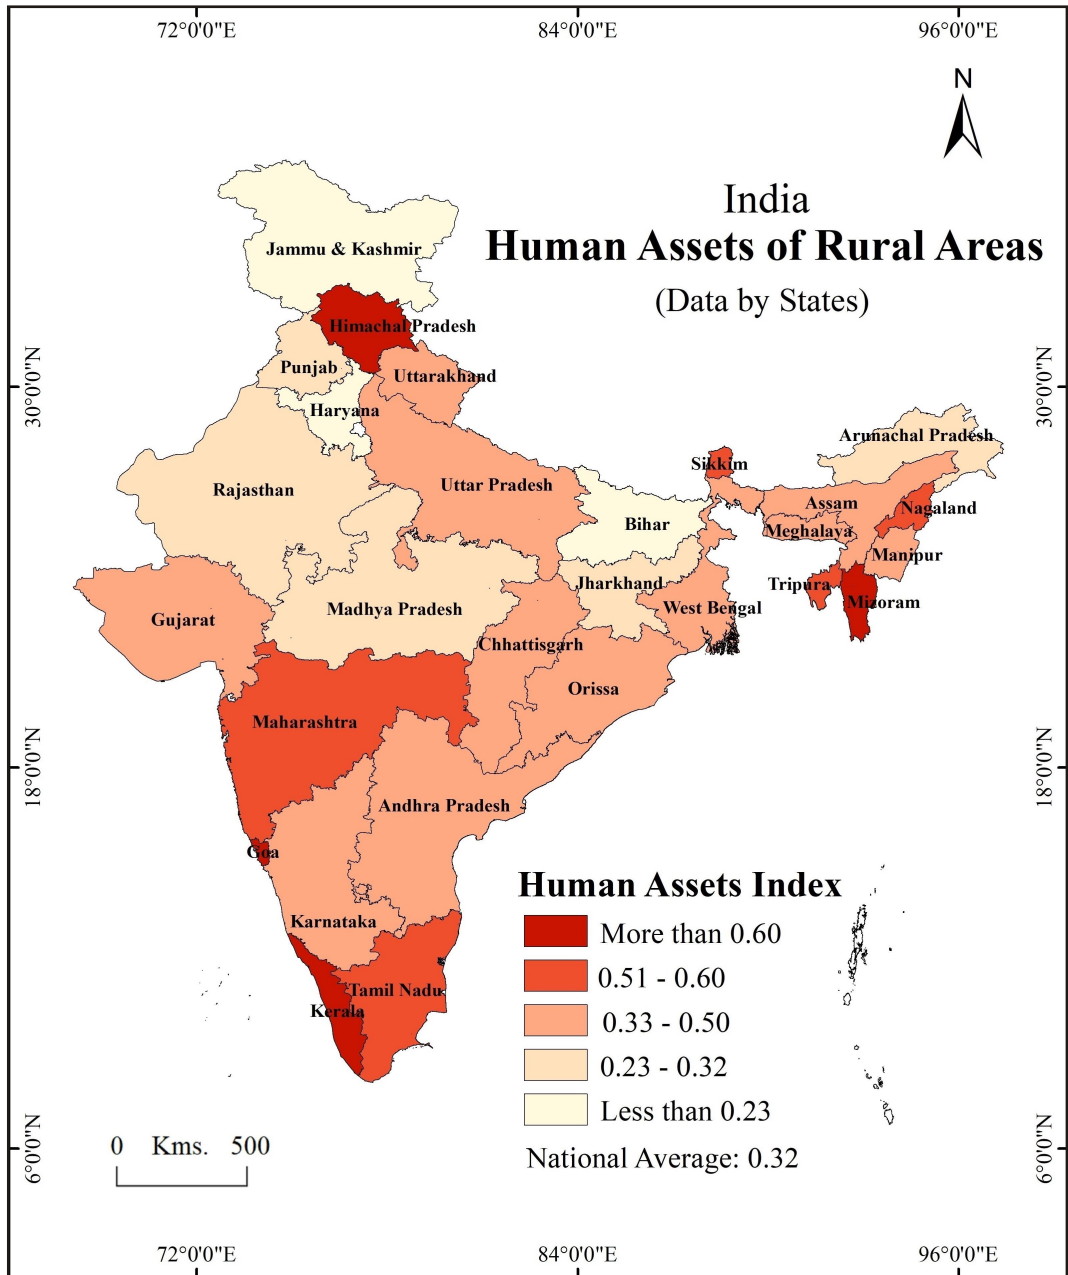 72°0'0"E 84°0'0"E 96°0'0"E
N
India
Human Assets of Rural Areas
(Data by States)
Jammu & Kashmir
Himachal Pradesh
Punjab
Uttarakhand
30°0'0"N 30°0'0"N
Haryana
Arunachal Pradesh
Sikkim
Rajasthan
Uttar Pradesh
Assam
Nagaland
Bihar
Meghalaya
Manipur
Jharkhand
Tripura
Mizoram
Madhya Pradesh
West Bengal
Gujarat
Chhattisgarh
Orissa
Maharashtra
18°0'0"N 18°0'0"N
Andhra Pradesh
Goa
Karnataka
Tamil Nadu
Kerala
Human Assets Index
More than 0.60
0.51 - 0.60
0.33 - 0.50
0.23 - 0.32
Less than 0.23
National Average: 0.32
0 Kms. 500
6°0'0"N 6°0'0"N
72°0'0"E 84°0'0"E 96°0'0"E